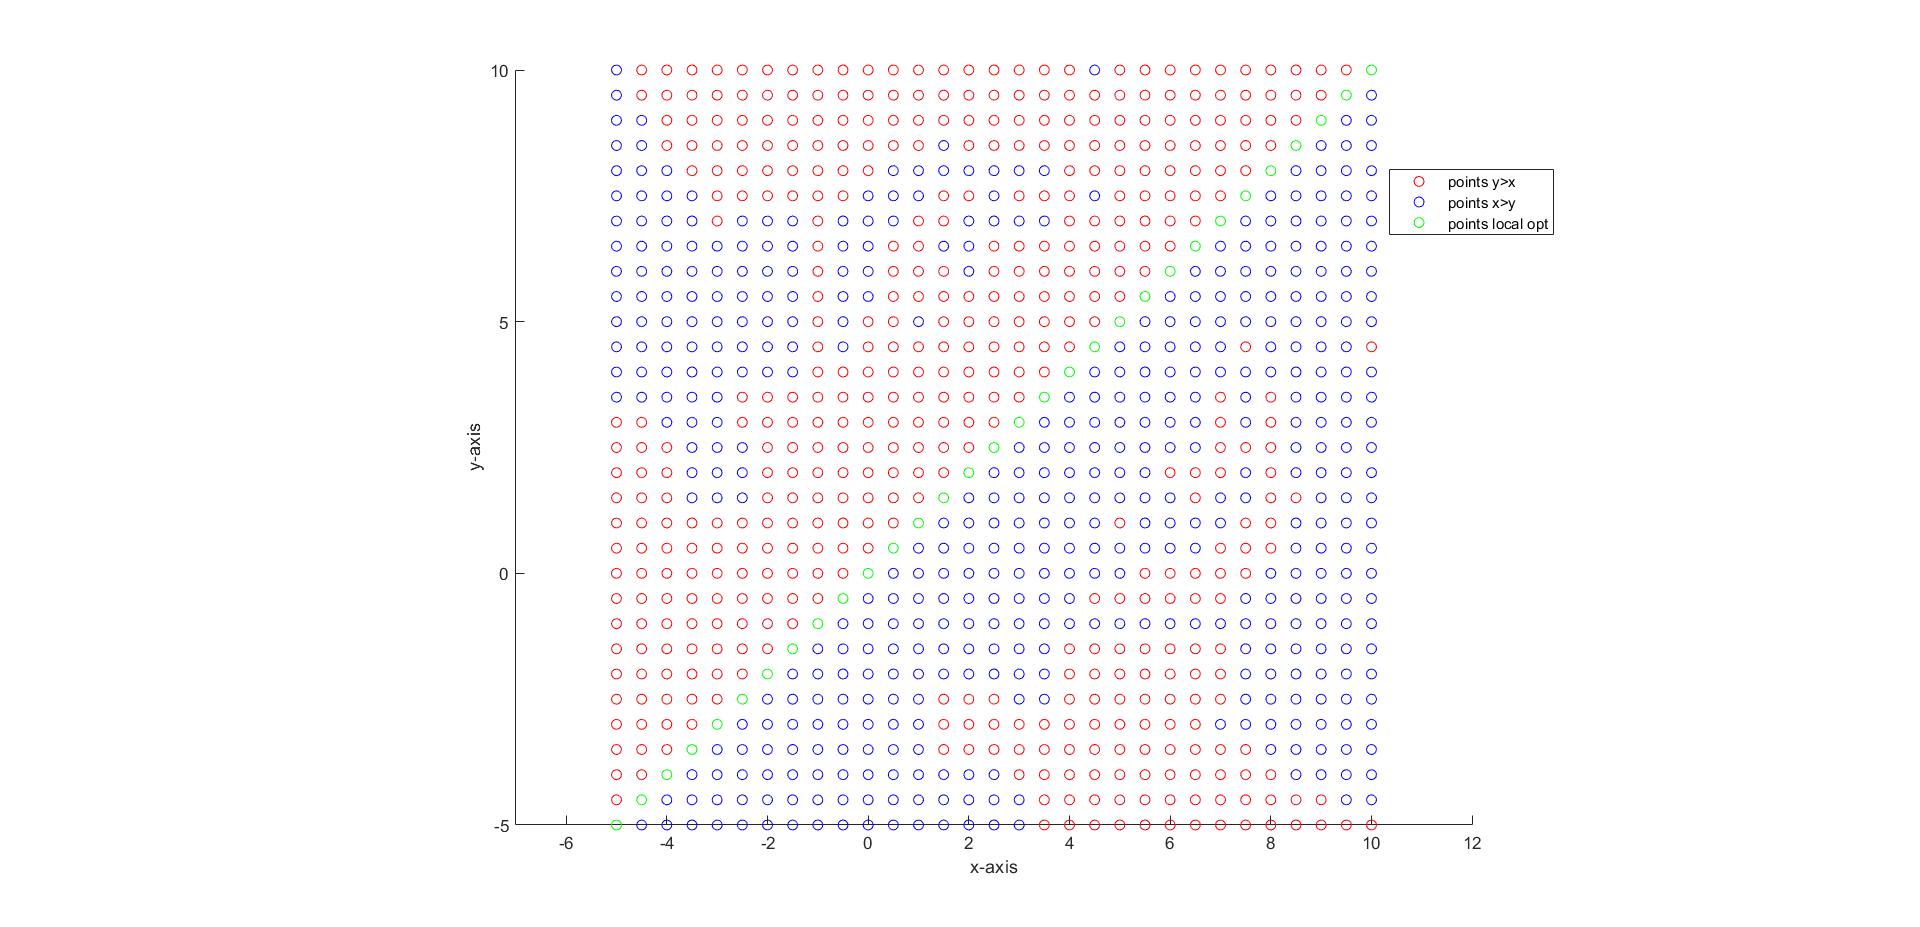 10
points y>x
points x>y
points local opt
5
y-axis
0
-5
-6 -4 -2 0 2 4 6 8 10 12
x-axis